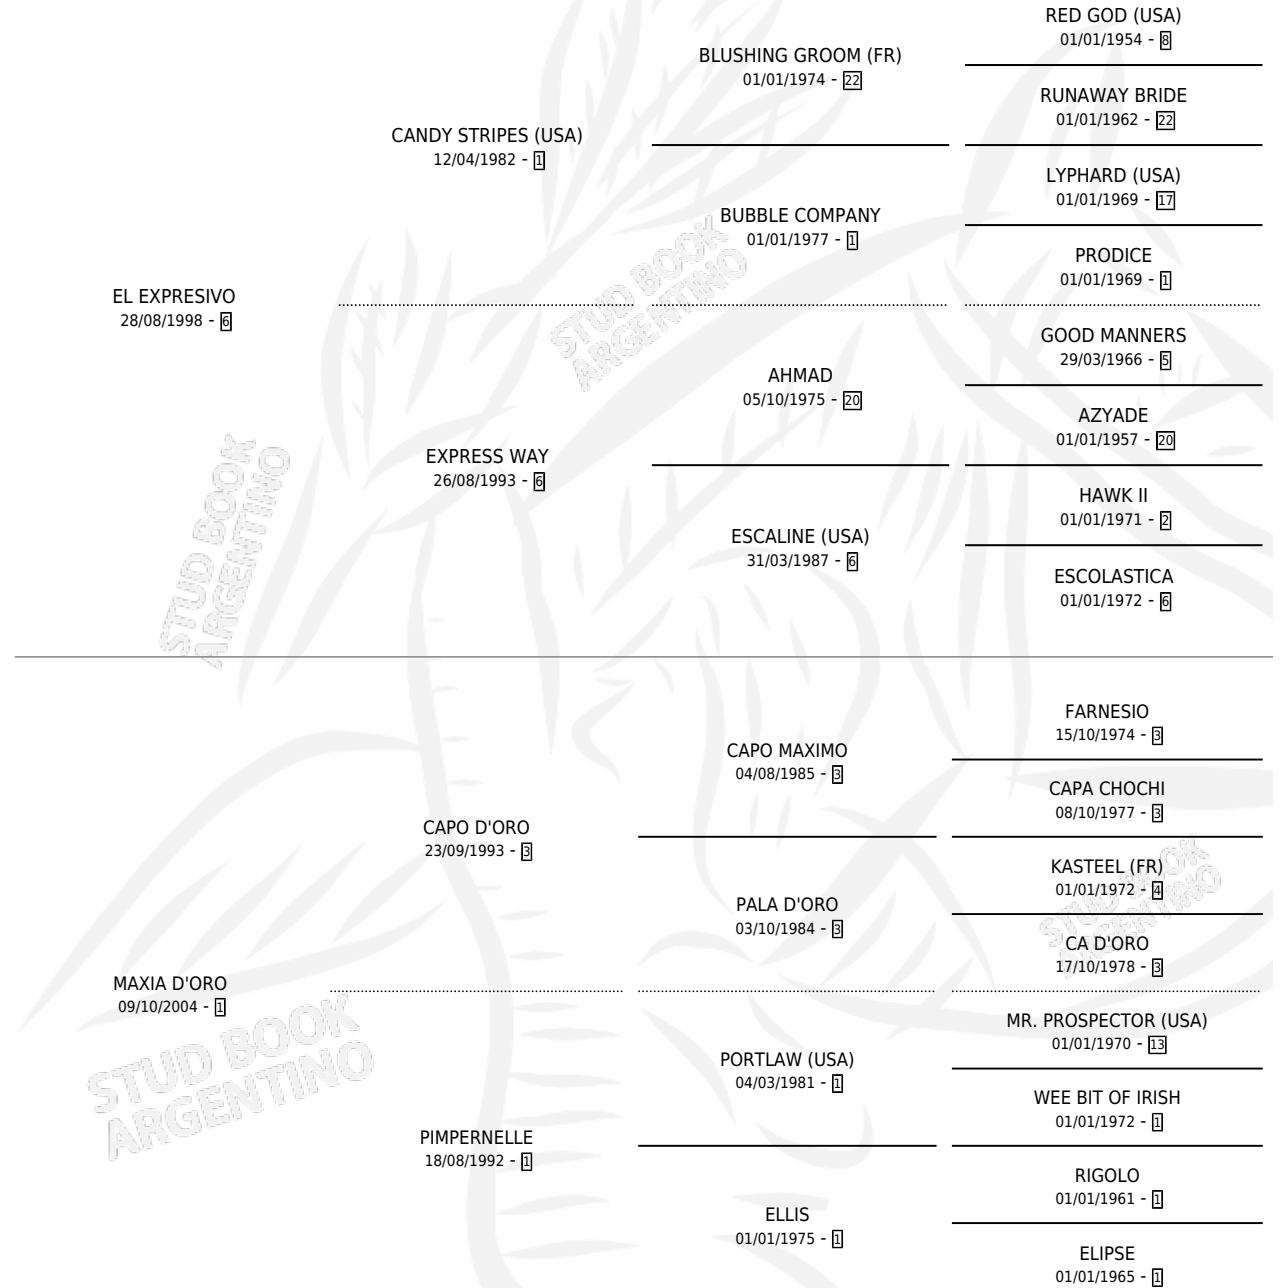 RED GOD (USA)
01/01/1954 - 8
BLUSHING GROOM (FR)
01/01/1974 - 22
RUNAWAY BRIDE
01/01/1962 - 22
CANDY STRIPES (USA)
12/04/1982 - 1
LYPHARD (USA)
01/01/1969 - 17
BUBBLE COMPANY
01/01/1977 - 1
PRODICE
01/01/1969 - 1
EL EXPRESIVO
28/08/1998 - 6
STUD BOOK
ARGENTINO
GOOD MANNERS
29/03/1966 - 5
AHMAD
05/10/1975 - 20
AZYADE
01/01/1957 - 20
EXPRESS WAY
26/08/1993 - 6
HAWK II
01/01/1971 - 2
ESCALINE (USA)
31/03/1987 - 6
ESCOLASTICA
01/01/1972 - 6
STUD BOOK
ARGENTINO
FARNESIO
15/10/1974 - 3
CAPO MAXIMO
04/08/1985 - 3
CAPA CHOCHI
08/10/1977 - 3
CAPO D'ORO
23/09/1993 - 3
KASTEEL (FR)
01/01/1972 - 4
PALA D'ORO
03/10/1984 - 3
CA D'ORO
17/10/1978 - 3
STUD BOOK
ARGENTINO
MAXIA D'ORO
09/10/2004 - 1
MR. PROSPECTOR (USA)
01/01/1970 - 13
PORTLAW (USA)
04/03/1981 - 1
WEE BIT OF IRISH
01/01/1972 - 1
STUD BOOK
ARGENTINO
PIMPERNELLE
18/08/1992 - 1
RIGOLO
01/01/1961 - 1
ELLIS
01/01/1975 - 1
ELIPSE
01/01/1965 - 1